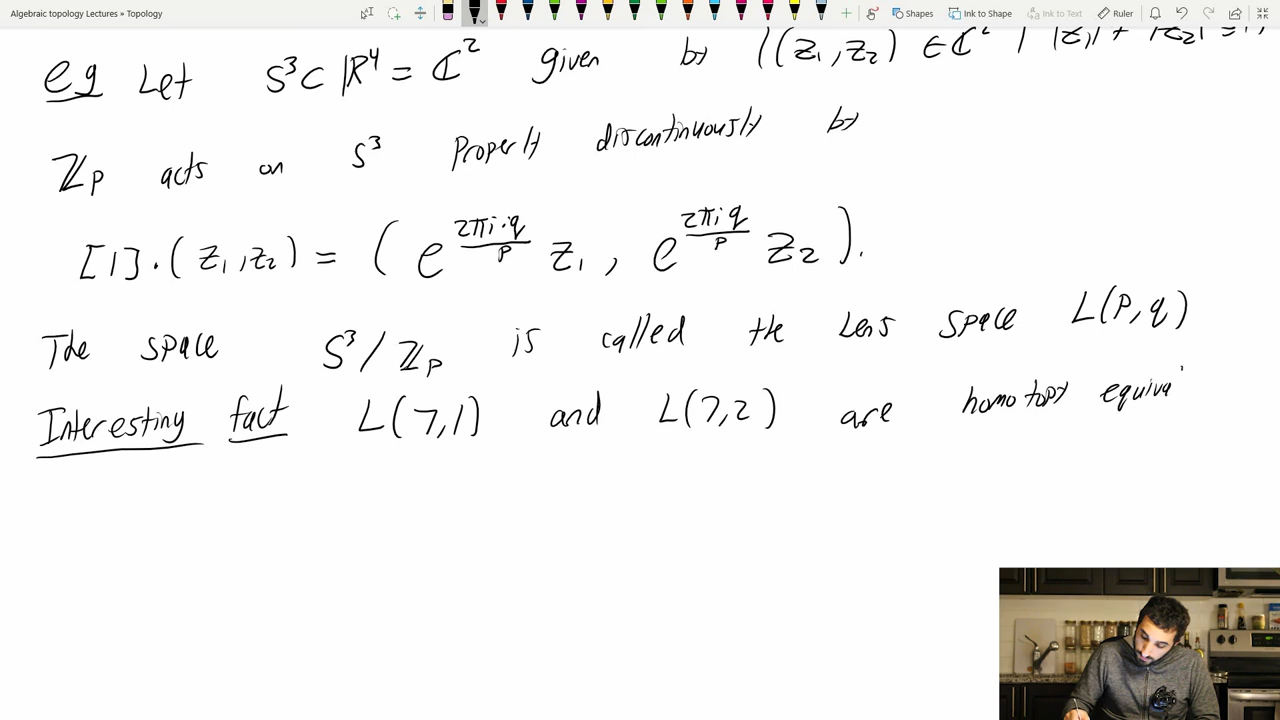 Algebraic topology Lectures » Topology
Shapes Ink to Shape Ink to Text Ruler
eg Let S³ ⊂ ℝ⁴ = ℂ² given by {(z₁,z₂) ∈ ℂ² | |z₁| + |z₂| = 1,
ℤp acts on S³ Properly discontinuously by
[1]·(z₁,z₂) = (e^{2πi·q/p} z₁, e^{2πiq/p} z₂).
The space S³/ℤp is called the Lens space L(P,q)
Interesting fact L(7,1) and L(7,2) are homotopy equiva